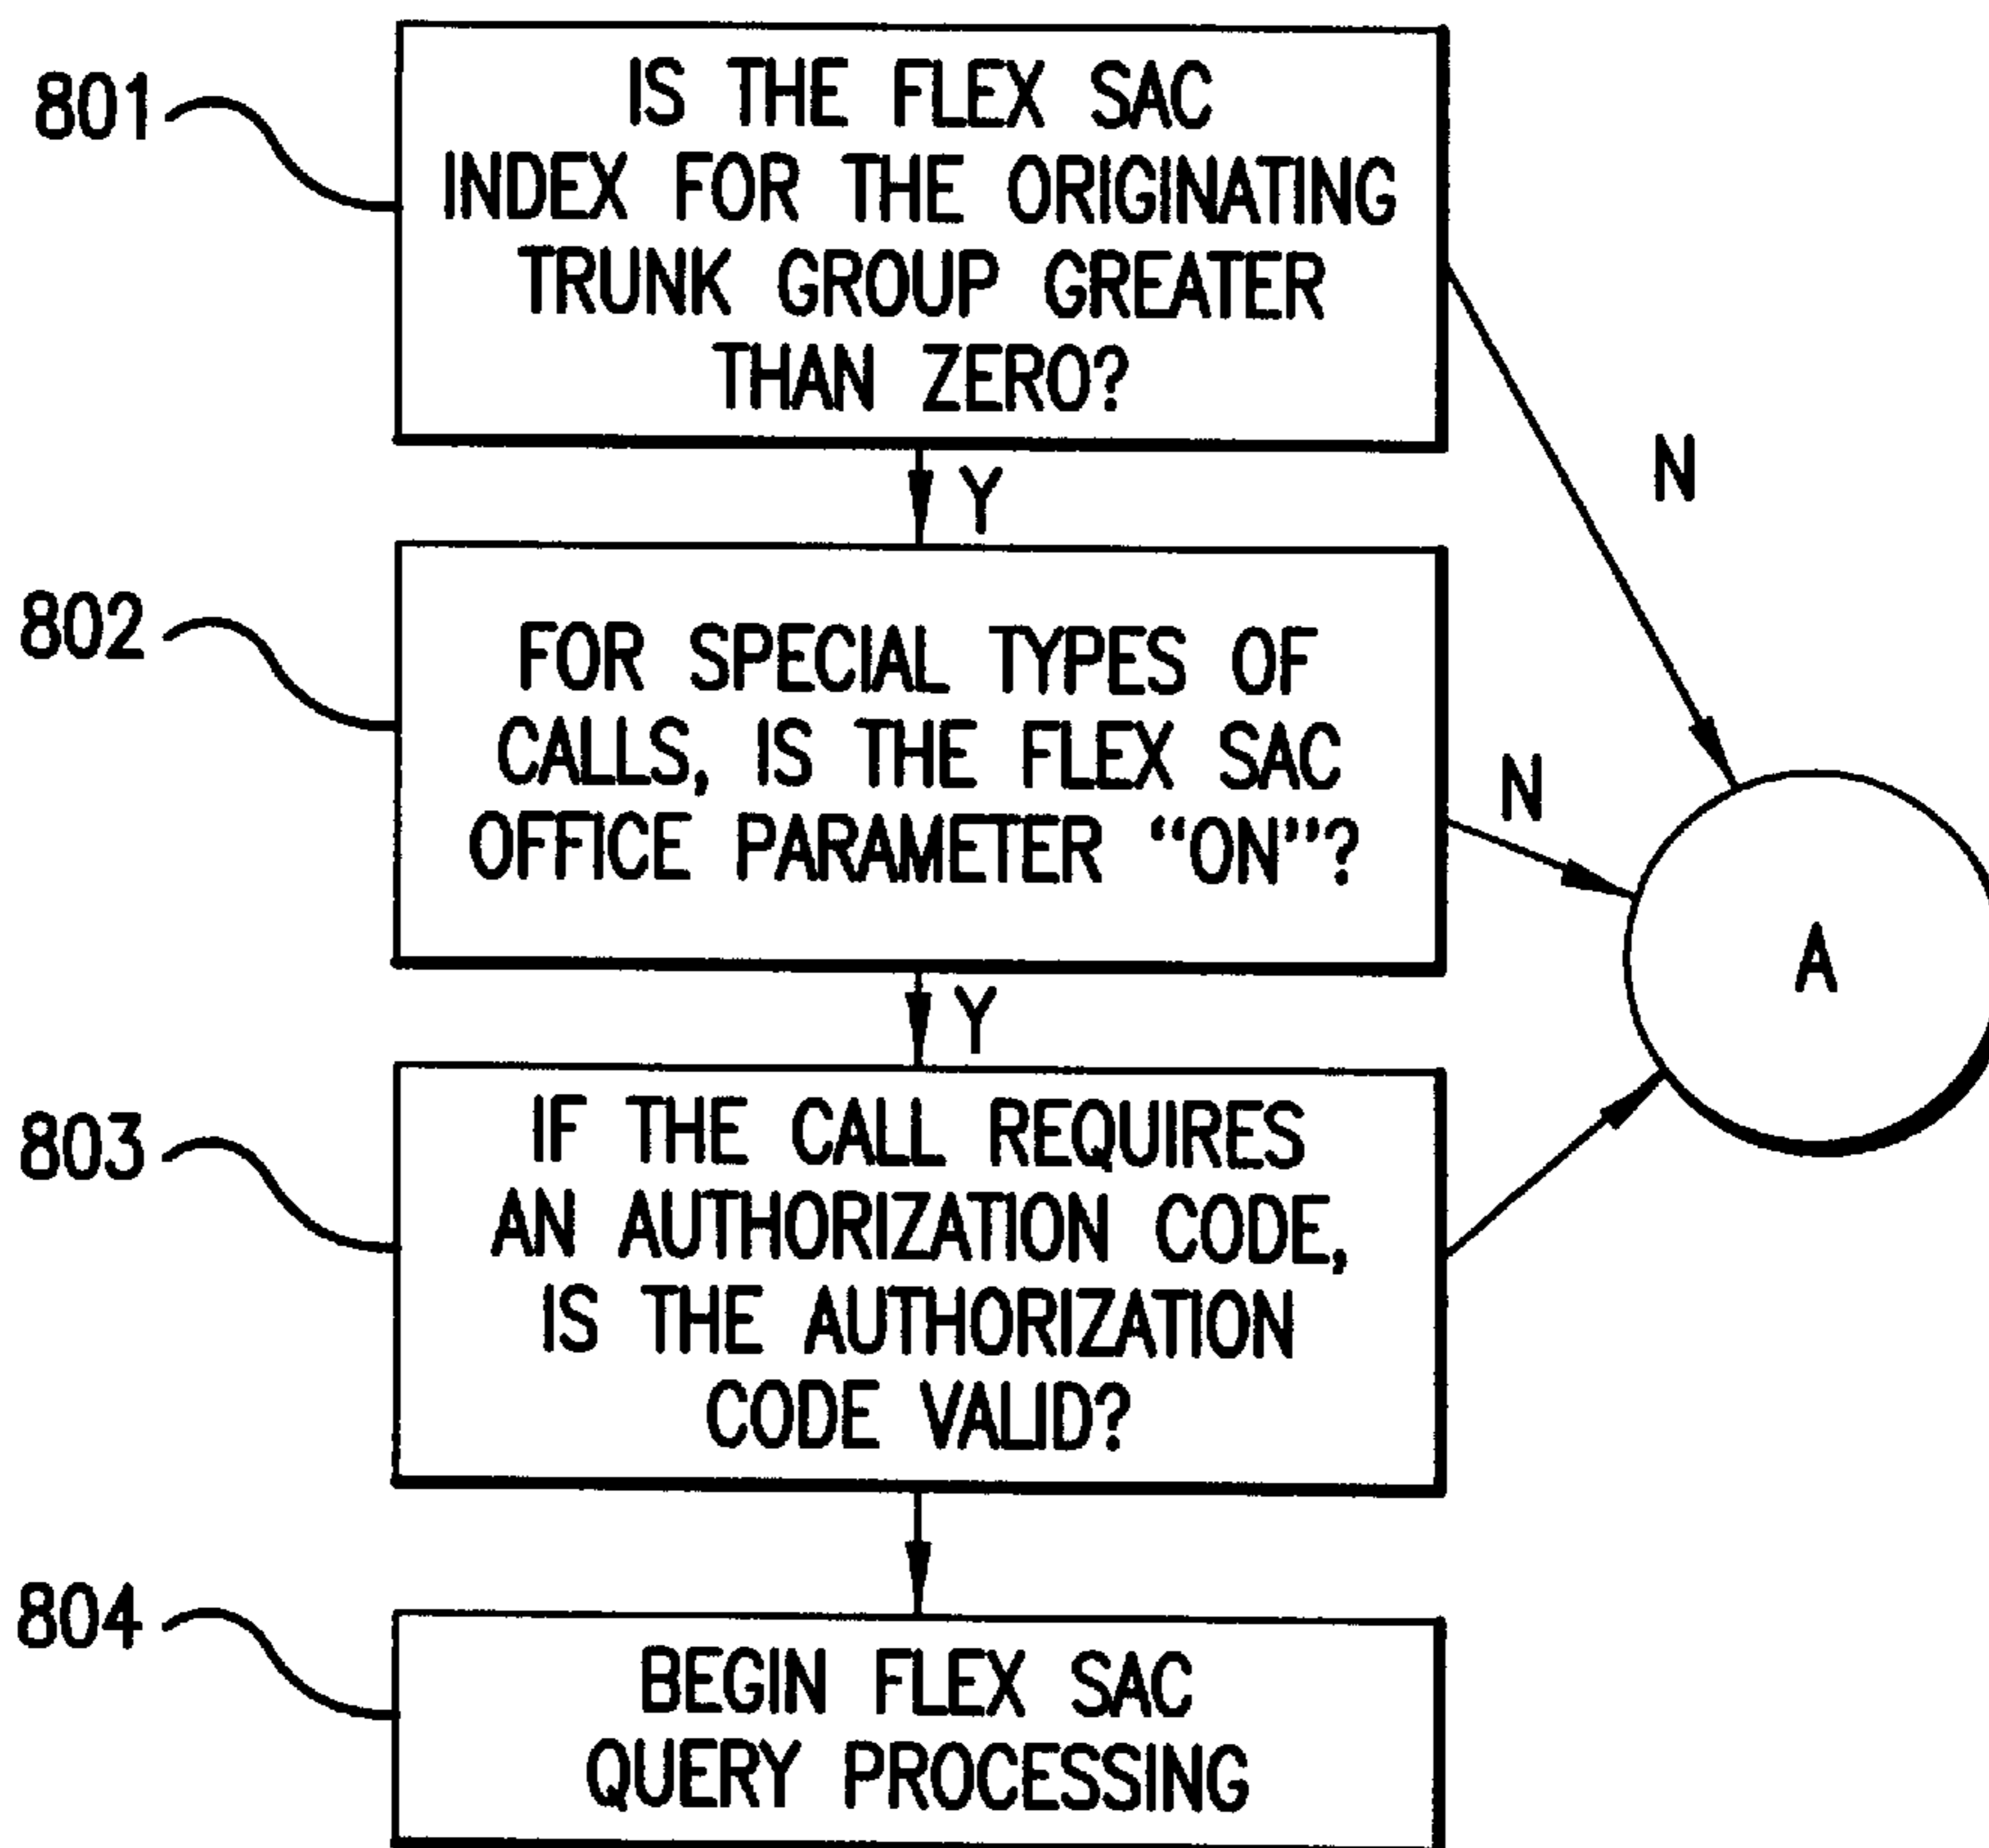 801
IS THE FLEX SAC
INDEX FOR THE ORIGINATING
TRUNK GROUP GREATER
THAN ZERO?
N
Y
802
FOR SPECIAL TYPES OF
CALLS, IS THE FLEX SAC
OFFICE PARAMETER “ON”?
N
A
Y
803
IF THE CALL REQUIRES
AN AUTHORIZATION CODE,
IS THE AUTHORIZATION
CODE VALID?
804
BEGIN FLEX SAC
QUERY PROCESSING